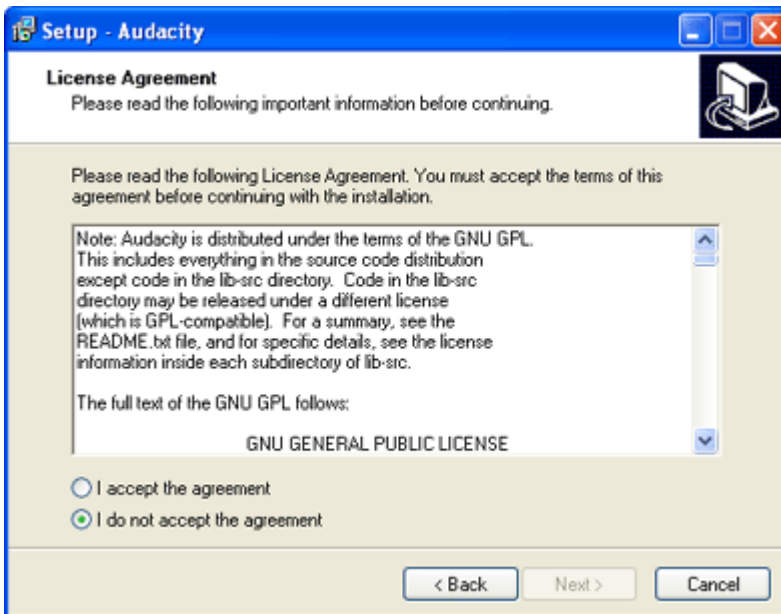 Setup - Audacity
License Agreement
Please read the following important information before continuing.
Please read the following License Agreement. You must accept the terms of this
agreement before continuing with the installation.
Note: Audacity is distributed under the terms of the GNU GPL.
This includes everything in the source code distribution
except code in the lib-src directory.  Code in the lib-src
directory may be released under a different license
(which is GPL-compatible).  For a summary, see the
README.txt file, and for specific details, see the license
information inside each subdirectory of lib-src.
The full text of the GNU GPL follows:
GNU GENERAL PUBLIC LICENSE
I accept the agreement
I do not accept the agreement
< Back Next > Cancel